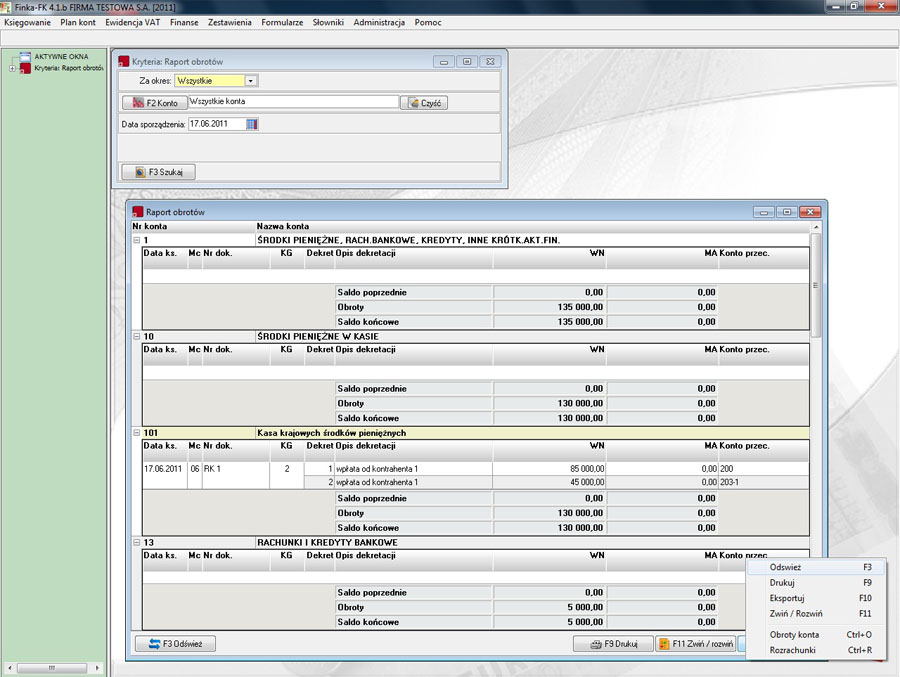 Finka-FK 4.1.b FIRMA TESTOWA S.A. [2011]
Księgowanie Plan kont Ewidencja VAT Finanse Zestawienia Formularze Słowniki Administracja Pomoc
AKTYWNE OKNA
Kryteria: Raport obrotów
Kryteria: Raport obrotów
Za okres: Wszystkie
F2 Konto Wszystkie konta Czyść
Data sporządzenia: 17.06.2011
F3 Szukaj
Raport obrotów
Nr konta Nazwa konta
1 ŚRODKI PIENIĘŻNE, RACH.BANKOWE, KREDYTY, INNE KRÓTK.AKT.FIN.
Data ks. Mc Nr dok. KG Dekret Opis dekretacji WN MA Konto przec.
Saldo poprzednie 0,00 0,00
Obroty 135 000,00 0,00
Saldo końcowe 135 000,00 0,00
10 ŚRODKI PIENIĘŻNE W KASIE
Data ks. Mc Nr dok. KG Dekret Opis dekretacji WN MA Konto przec.
Saldo poprzednie 0,00 0,00
Obroty 130 000,00 0,00
Saldo końcowe 130 000,00 0,00
101 Kasa krajowych środków pieniężnych
Data ks. Mc Nr dok. KG Dekret Opis dekretacji WN MA Konto przec.
17.06.2011 06 RK 1 2 1 wpłata od kontrahenta 1 85 000,00 0,00 200
2 wpłata od kontrahenta 1 45 000,00 0,00 203-1
Saldo poprzednie 0,00 0,00
Obroty 130 000,00 0,00
Saldo końcowe 130 000,00 0,00
13 RACHUNKI I KREDYTY BANKOWE
Data ks. Mc Nr dok. KG Dekret Opis dekretacji WN MA Konto przec.
Saldo poprzednie 0,00 0,00
Obroty 5 000,00 0,00
Saldo końcowe 5 000,00 0,00
F3 Odśwież F9 Drukuj F11 Zwiń / rozwiń
Odswież F3
Drukuj F9
Eksportuj F10
Zwiń / Rozwiń F11
Obroty konta Ctrl+O
Rozrachunki Ctrl+R